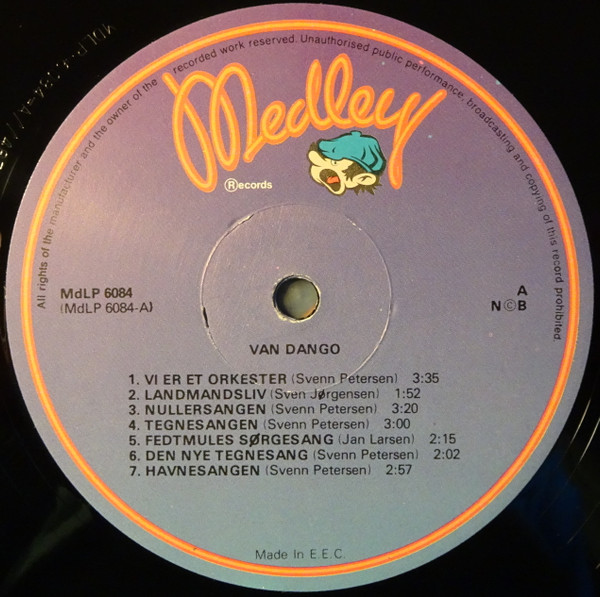 All rights of the manufacturer and the owner of the recorded work reserved. Unauthorised public performance, broadcasting and copying of this record prohibited.
Medley
Ⓡecords
MdLP 6084
(MdLP 6084-A)
A
N©B
VAN DANGO
1. VI ER ET ORKESTER (Svenn Petersen) 3:35
2. LANDMANDSLIV (Sven Jørgensen) 1:52
3. NULLERSANGEN (Svenn Petersen) 3:20
4. TEGNESANGEN (Svenn Petersen) 3:00
5. FEDTMULES SØRGESANG (Jan Larsen) 2:15
6. DEN NYE TEGNESANG (Svenn Petersen) 2:02
7. HAVNESANGEN (Svenn Petersen) 2:57
Made In E.E.C.